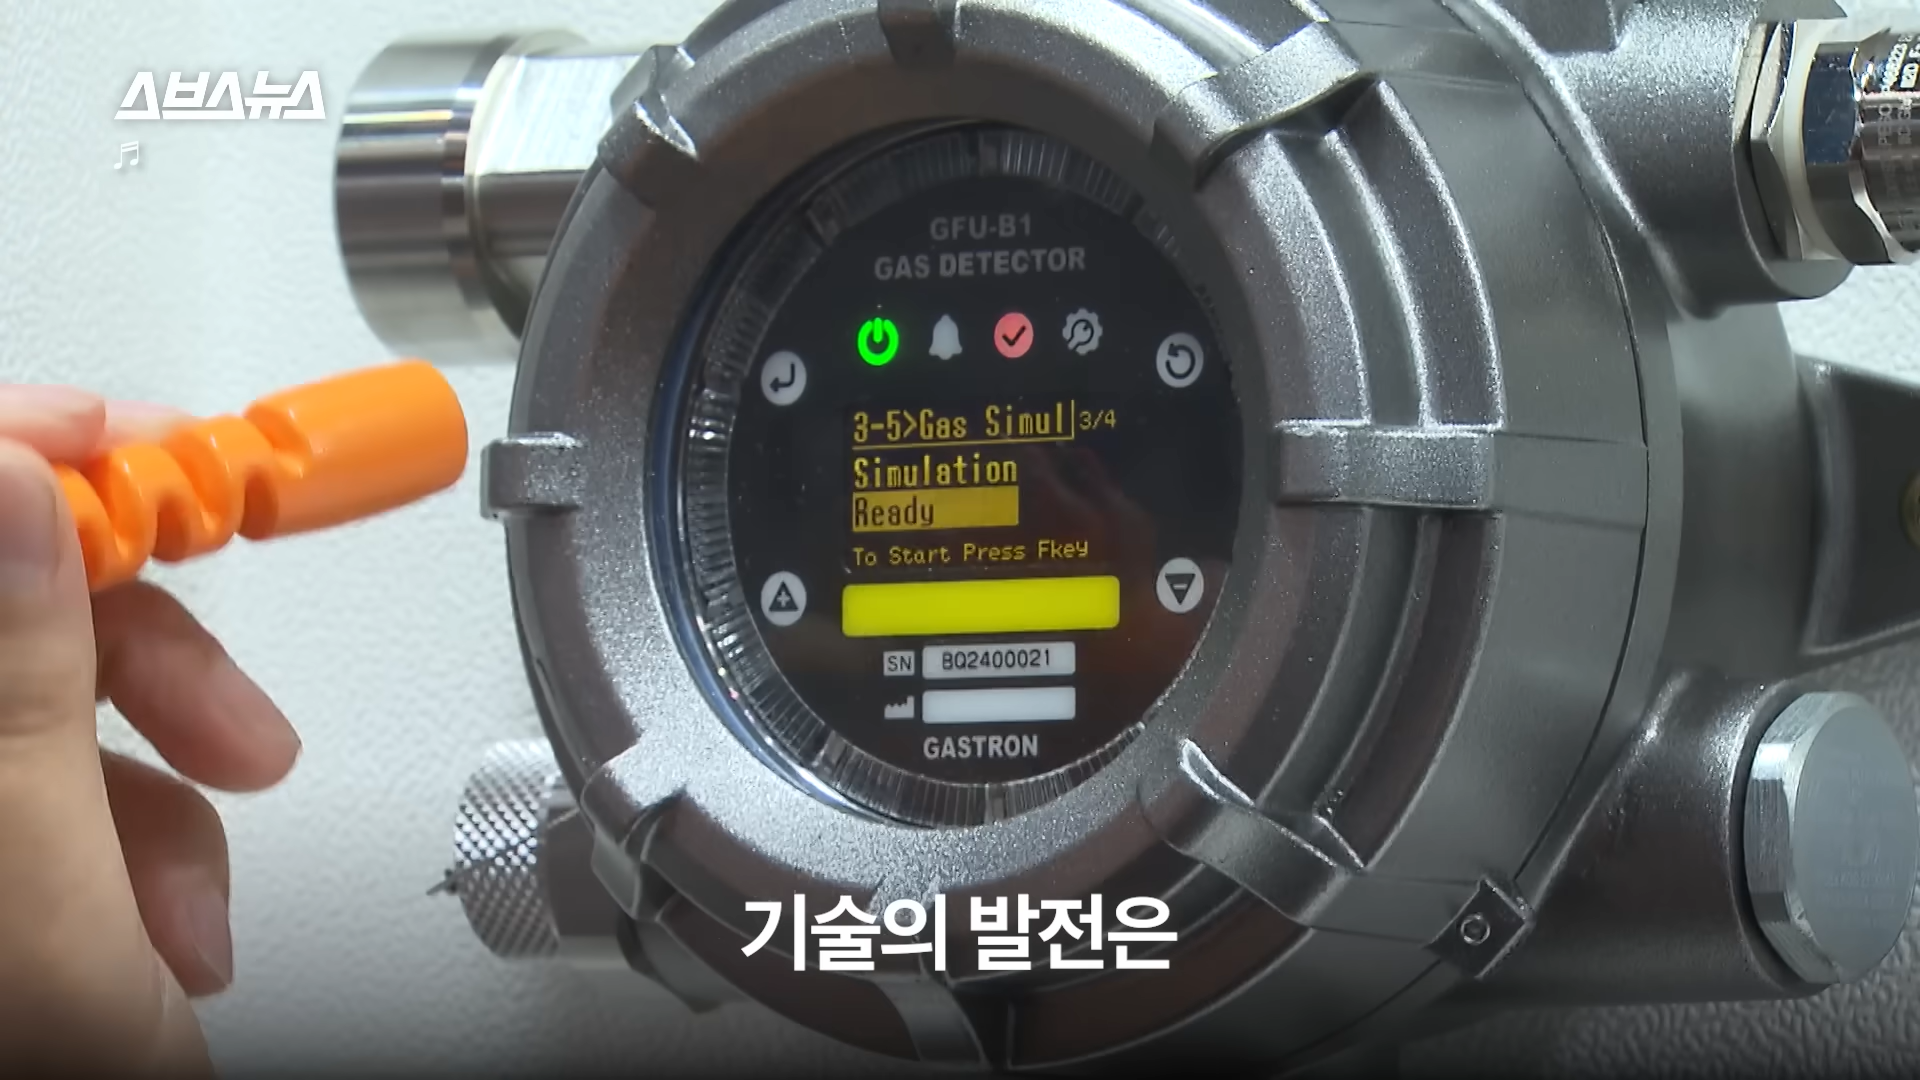 스브스뉴스
GFU-B1
GAS DETECTOR
3-5>Gas Simul 3/4
Simulation
Ready
To Start Press Fkey
SN BQ2400021
GASTRON
기술의 발전은